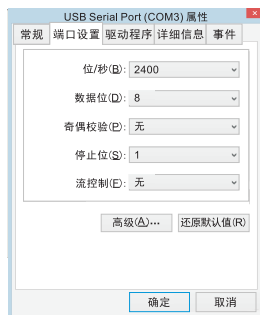 USB Serial Port (COM3) 属性
常规 端口设置 驱动程序 详细信息 事件
位/秒(B): 2400
数据位(D): 8
奇偶校验(P): 无
停止位(S): 1
流控制(F): 无
高级(A)... 还原默认值(R)
确定 取消